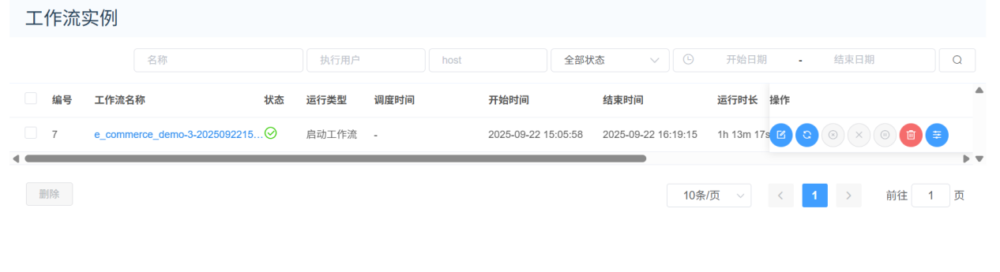 工作流实例
名称 执行用户 host 全部状态 开始日期 - 结束日期
编号 工作流名称 状态 运行类型 调度时间 开始时间 结束时间 运行时长 操作
7 e_commerce_demo-3-2025092215... 启动工作流 - 2025-09-22 15:05:58 2025-09-22 16:19:15 1h 13m 17s
删除 10条/页 1 前往 1 页